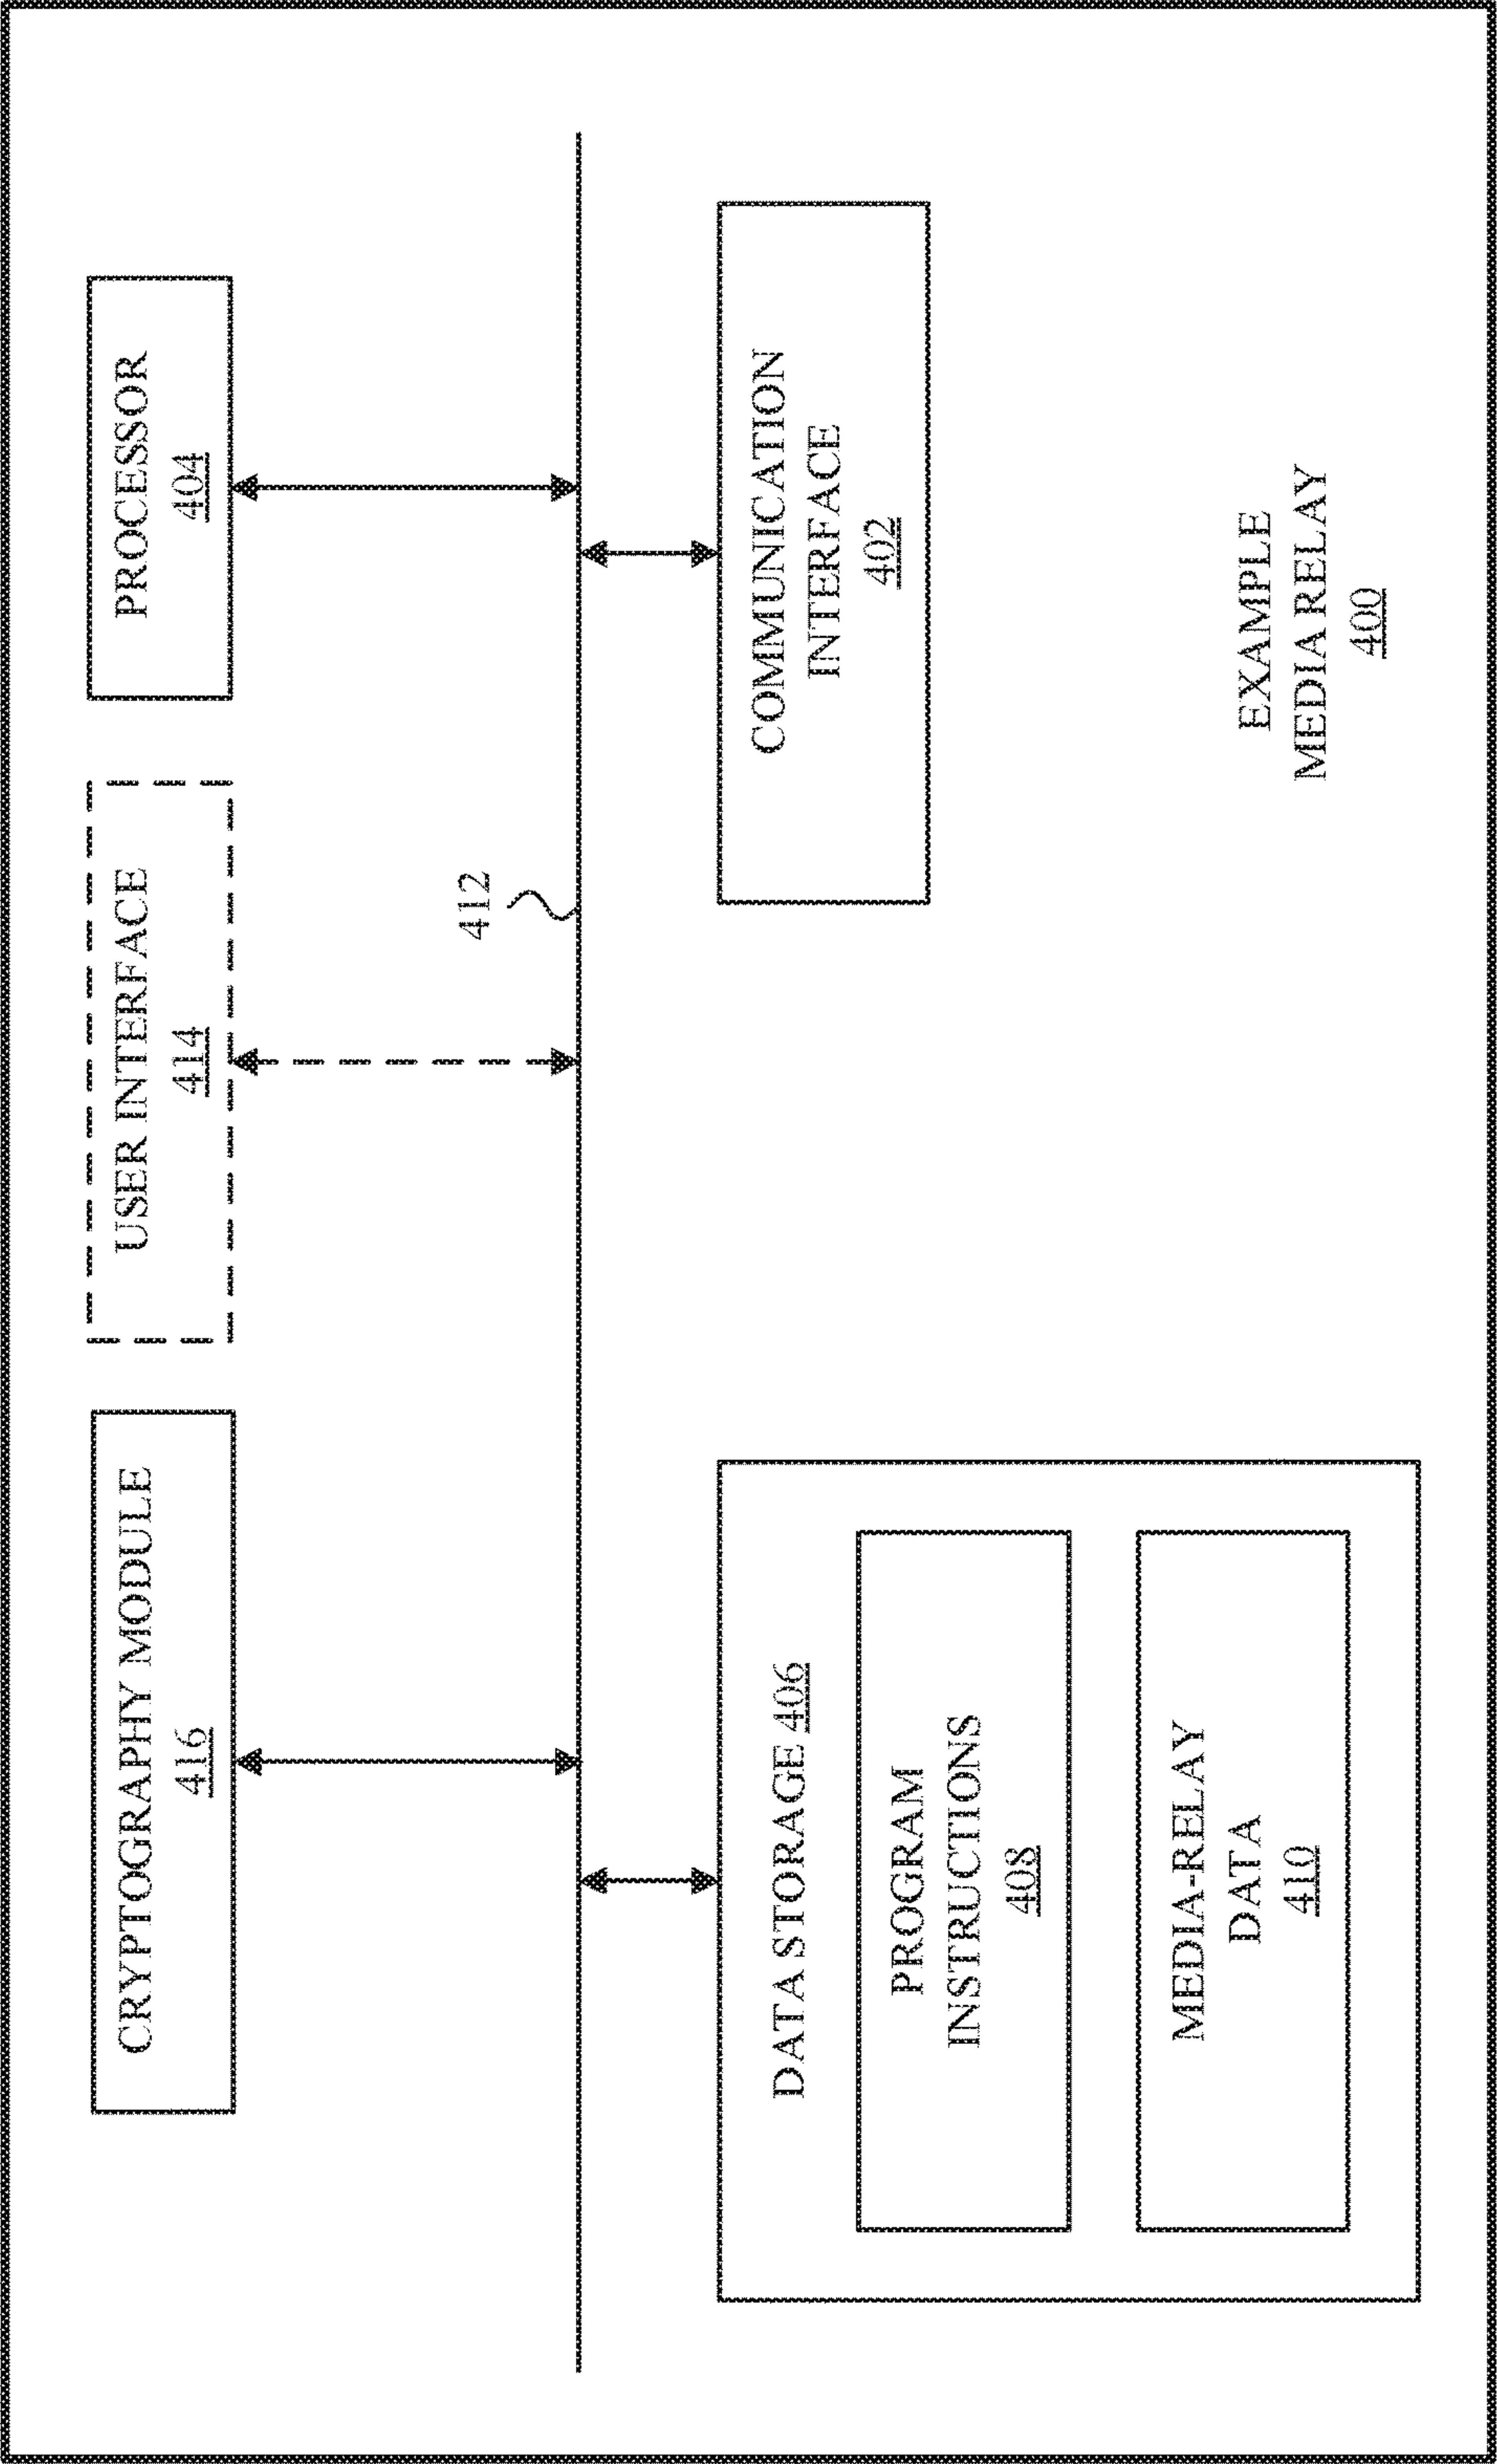 CRYPTOGRAPHY MODULE
416
USER INTERFACE
414
PROCESSOR
404
412
DATA STORAGE 406
PROGRAM
INSTRUCTIONS
408
MEDIA-RELAY
DATA
410
COMMUNICATION
INTERFACE
402
EXAMPLE
MEDIA RELAY
400